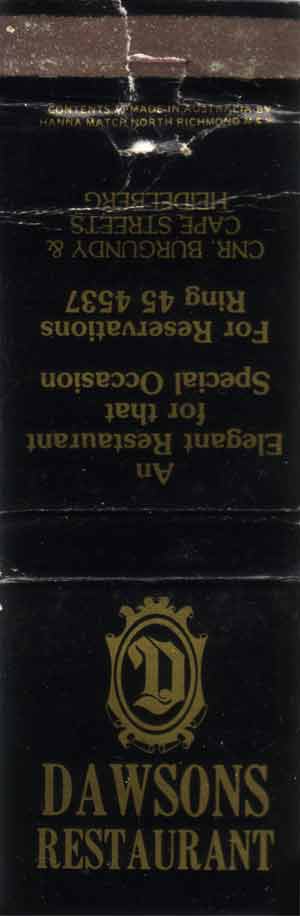 CONTENTS MADE IN AUSTRALIA BY
HANNA MATCH NORTH RICHMOND N.S.W.
An
Elegant Restaurant
for that
Special Occasion
For Reservations
Ring 45 4537
CNR. BURGUNDY &
CAPE STREETS
HEIDELBERG
D
DAWSONS
RESTAURANT